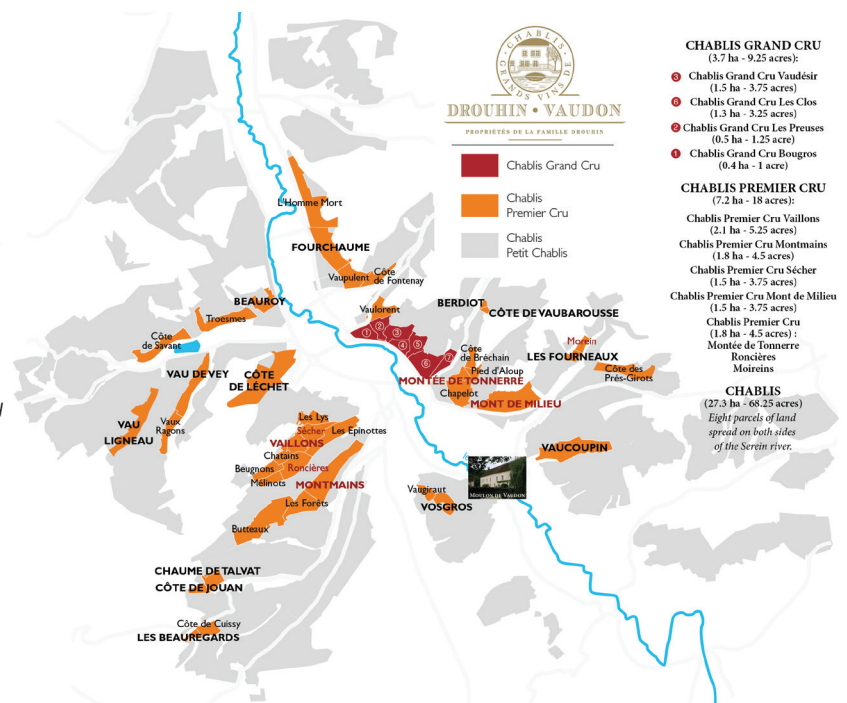 CHABLIS
GRANDS VINS DE
DROUHIN • VAUDON
PROPRIÉTÉS DE LA FAMILLE DROUHIN
Chablis Grand Cru
Chablis
Premier Cru
Chablis
Petit Chablis
CHABLIS GRAND CRU
(3.7 ha - 9.25 acres):
3 Chablis Grand Cru Vaudésir
(1.5 ha - 3.75 acres)
6 Chablis Grand Cru Les Clos
(1.3 ha - 3.25 acres)
2 Chablis Grand Cru Les Preuses
(0.5 ha - 1.25 acre)
1 Chablis Grand Cru Bougros
(0.4 ha - 1 acre)
CHABLIS PREMIER CRU
(7.2 ha - 18 acres):
Chablis Premier Cru Vaillons
(2.1 ha - 5.25 acres)
Chablis Premier Cru Montmains
(1.8 ha - 4.5 acres)
Chablis Premier Cru Sécher
(1.5 ha - 3.75 acres)
Chablis Premier Cru Mont de Milieu
(1.5 ha - 3.75 acres)
Chablis Premier Cru
(1.8 ha - 4.5 acres) :
Montée de Tonnerre
Roncières
Moireins
CHABLIS
(27.3 ha - 68.25 acres)
Eight parcels of land
spread on both sides
of the Serein river.
L'Homme Mort
FOURCHAUME
Vaupulent
Côte
de Fontenay
BEAUROY
Troesmes
Vaulorent
BERDIOT
CÔTE DE VAUBAROUSSE
Côte
de Savant
1
2
3
4
5
6
7
Côte
de Bréchain
Morein
LES FOURNEAUX
Pied d'Aloup
Côte des
Prés-Girots
VAU DE VEY
CÔTE
DE LÉCHET
MONTÉE DE TONNERRE
Chapelot
MONT DE MILIEU
VAU
LIGNEAU
Vaux
Ragons
Les Lys
Sécher
Les Epinottes
VAILLONS
Chatains
Beugnons
Roncières
Mélinots
MONTMAINS
VAUCOUPIN
Les Forêts
Butteaux
Vaugiraut
VOSGROS
MOULON DE VAUDON
CHAUME DE TALVAT
CÔTE DE JOUAN
Côte de Cuissy
LES BEAUREGARDS